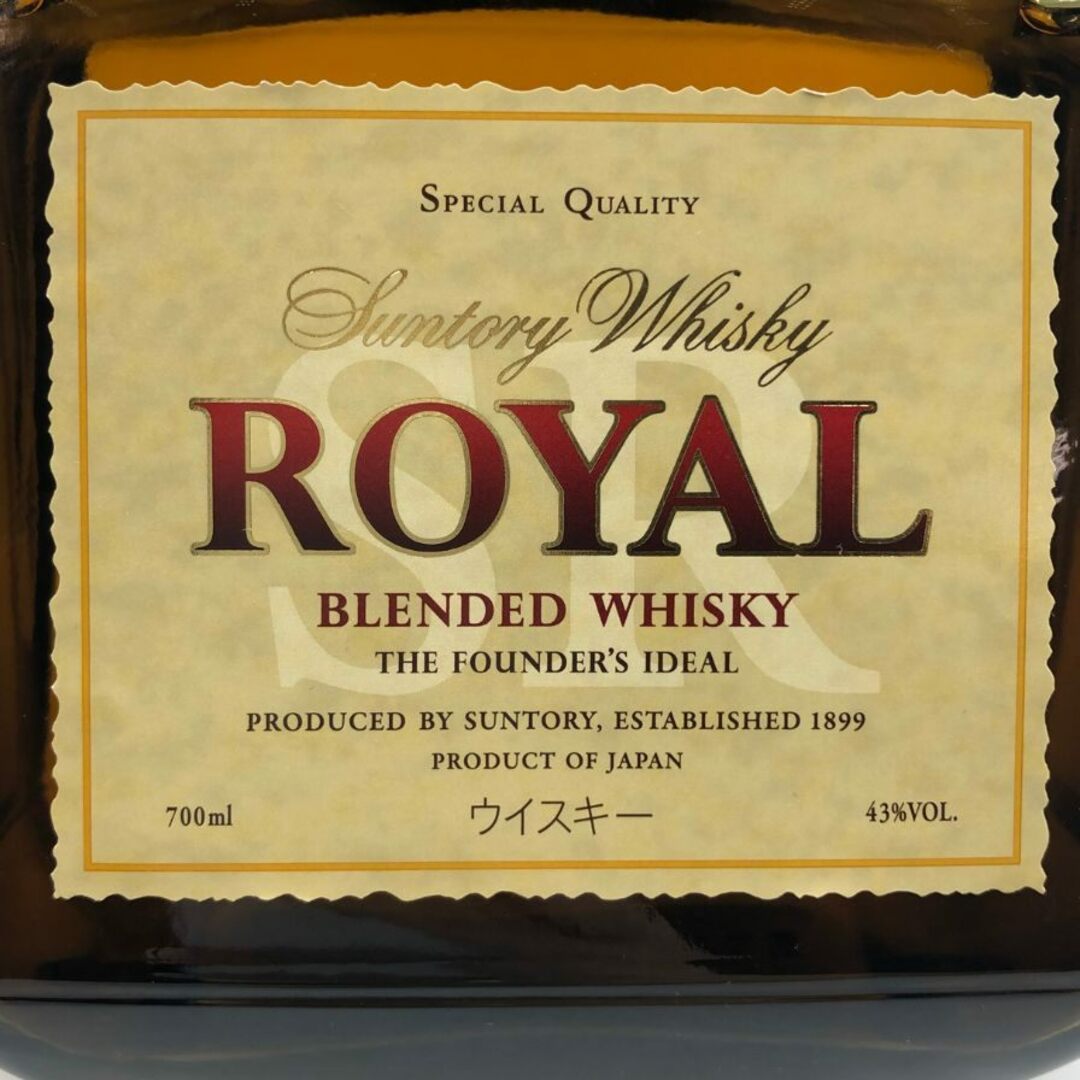 SPECIAL QUALITY
Suntory Whisky
SR
ROYAL
BLENDED WHISKY
THE FOUNDER'S IDEAL
PRODUCED BY SUNTORY, ESTABLISHED 1899
PRODUCT OF JAPAN
700ml ウイスキー 43%VOL.